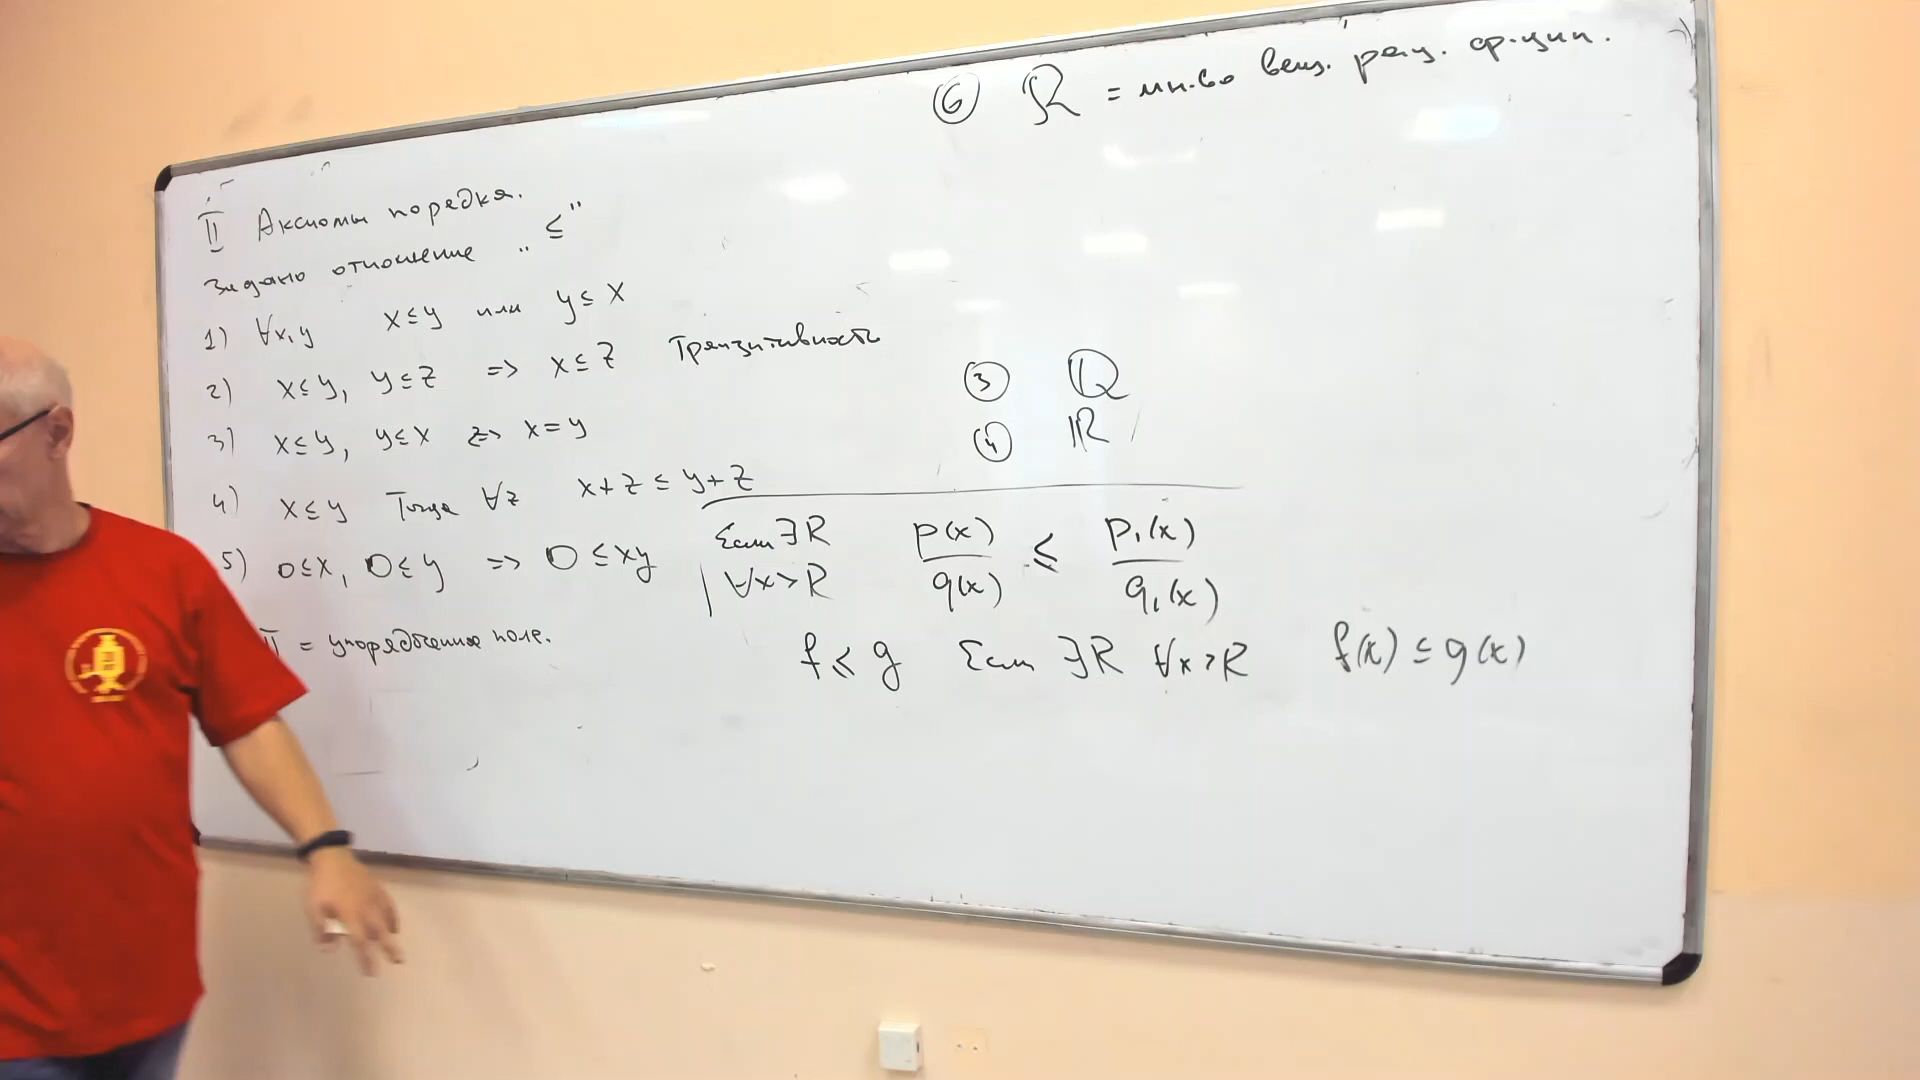 ⑥ ℛ = мн-во вещ. рац. ф-ций.
II Аксиомы порядка.
Задано отношение „≤"
1) ∀x,y x≤y или y≤x
2) x≤y, y≤z => x≤z Транзитивность
3) x≤y, y≤x => x=y
4) x≤y Тогда ∀z x+z≤y+z
5) 0≤x, 0≤y => 0≤xy
II = упорядоченное поле.
③ ℚ
④ ℝ
Если ∃R ∀x>R p(x)/q(x) ≤ p₁(x)/q₁(x)
f≤g Если ∃R ∀x>R f(x)≤g(x)